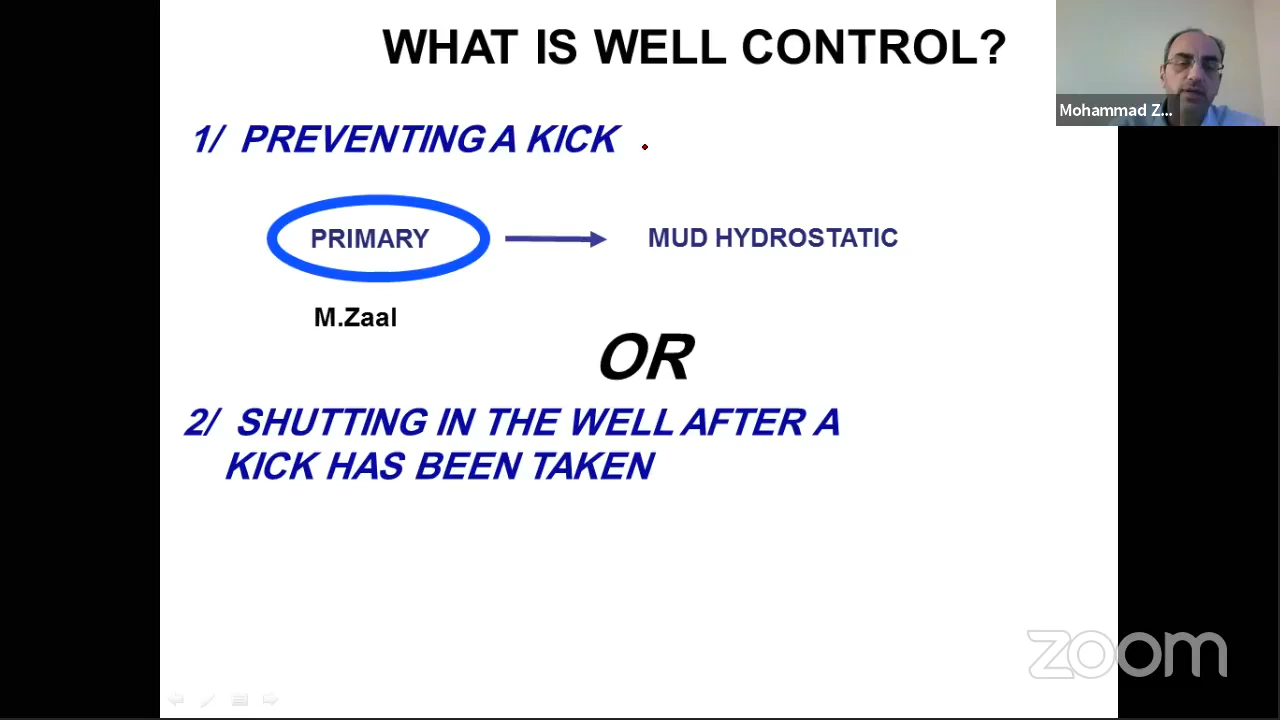 WHAT IS WELL CONTROL?
Mohammad Z...
1/ PREVENTING A KICK
PRIMARY
MUD HYDROSTATIC
M.Zaal
OR
2/ SHUTTING IN THE WELL AFTER A
KICK HAS BEEN TAKEN
zoom